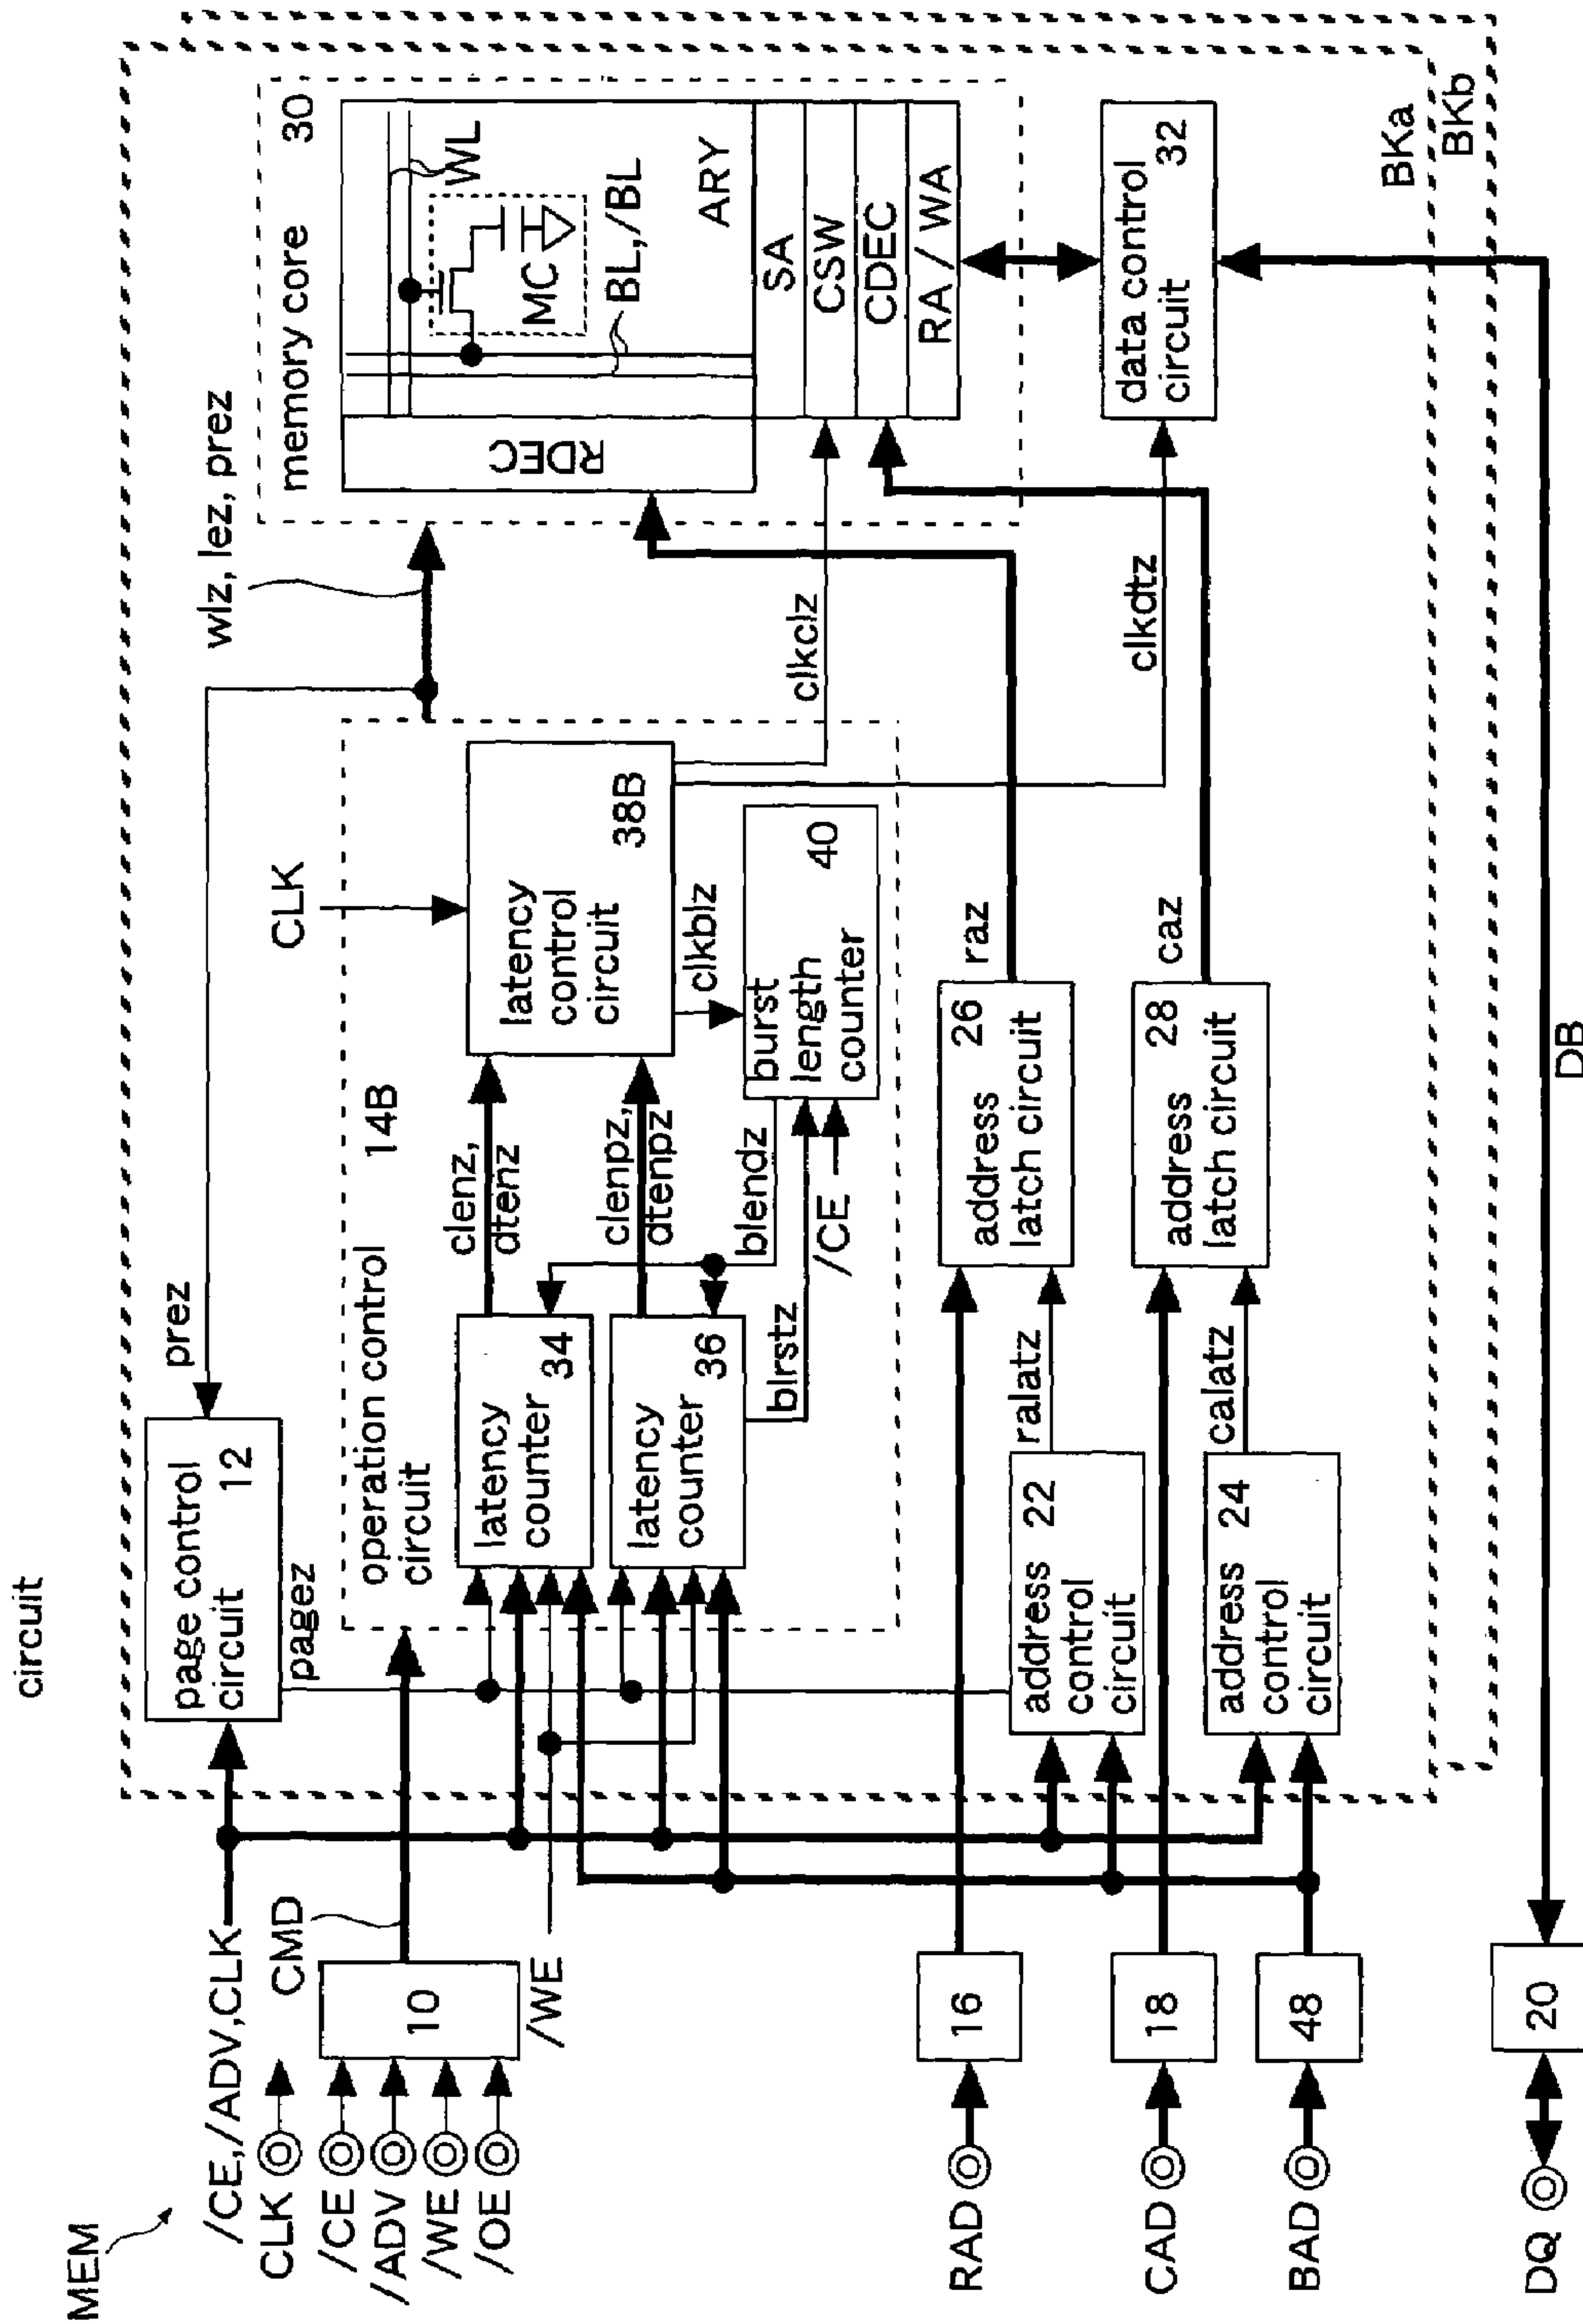 circuit
MEM
/CE,/ADV,CLK
CLK
/CE
/ADV
/WE
/OE
CMD
10
/WE
page control
circuit 12
prez
pagez
wlz, lez, prez
CLK
operation control
circuit
14B
latency
counter
34
latency
counter
36
clenz,
dtenz
clenpz,
dtenpz
latency
control
circuit
38B
clkblz
burst
length
counter
40
blendz
blrstz
/CE
memory core 30
RDEC
WL
MC
BL,/BL
ARY
SA
CSW
CDEC
RA / WA
clkclz
clkdtz
data control
circuit 32
RAD
16
CAD
18
BAD
48
address 22
control
circuit
ralatz
address 24
control
circuit
calatz
26
address
latch circuit
raz
28
address
latch circuit
caz
BKa
BKb
DQ
20
DB